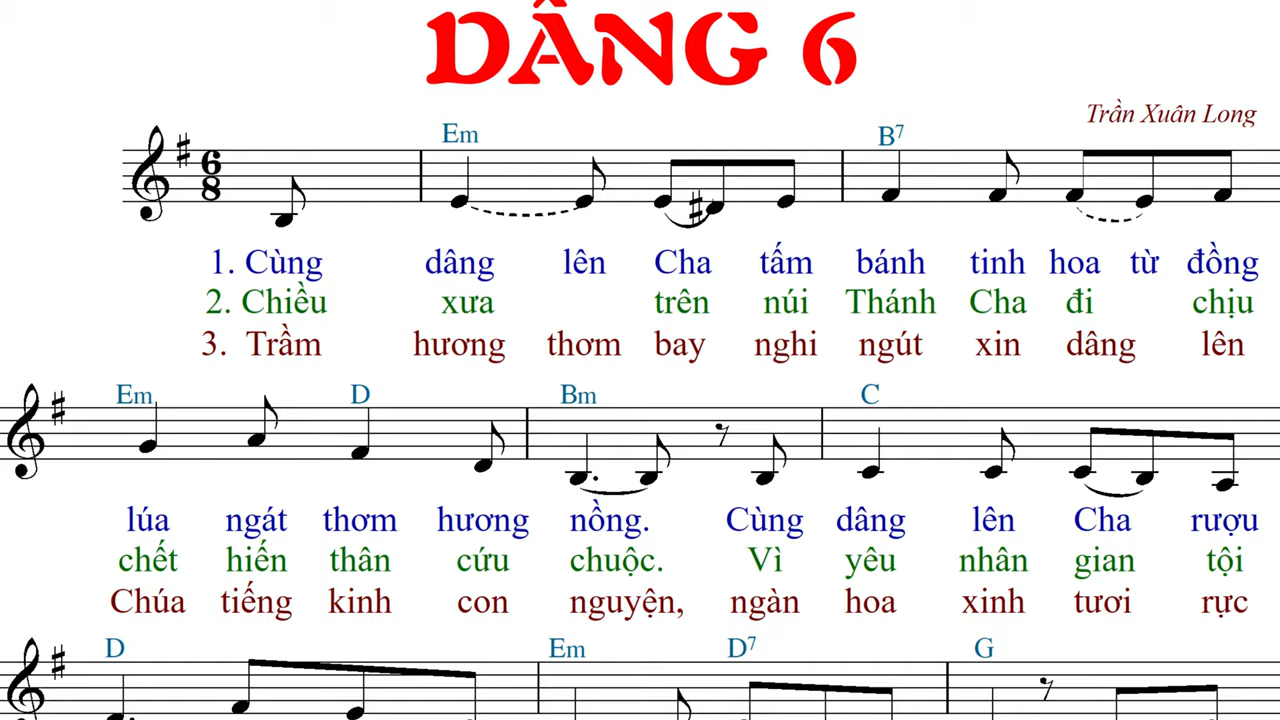 DÂNG 6
Trần Xuân Long
Em B7
6
8
1. Cùng dâng lên Cha tấm bánh tinh hoa từ đồng
2. Chiều xưa trên núi Thánh Cha đi chịu
3. Trầm hương thơm bay nghi ngút xin dâng lên
Em D Bm C
lúa ngát thơm hương nồng. Cùng dâng lên Cha rượu
chết hiến thân cứu chuộc. Vì yêu nhân gian tội
Chúa tiếng kinh con nguyện, ngàn hoa xinh tươi rực
D Em D7 G